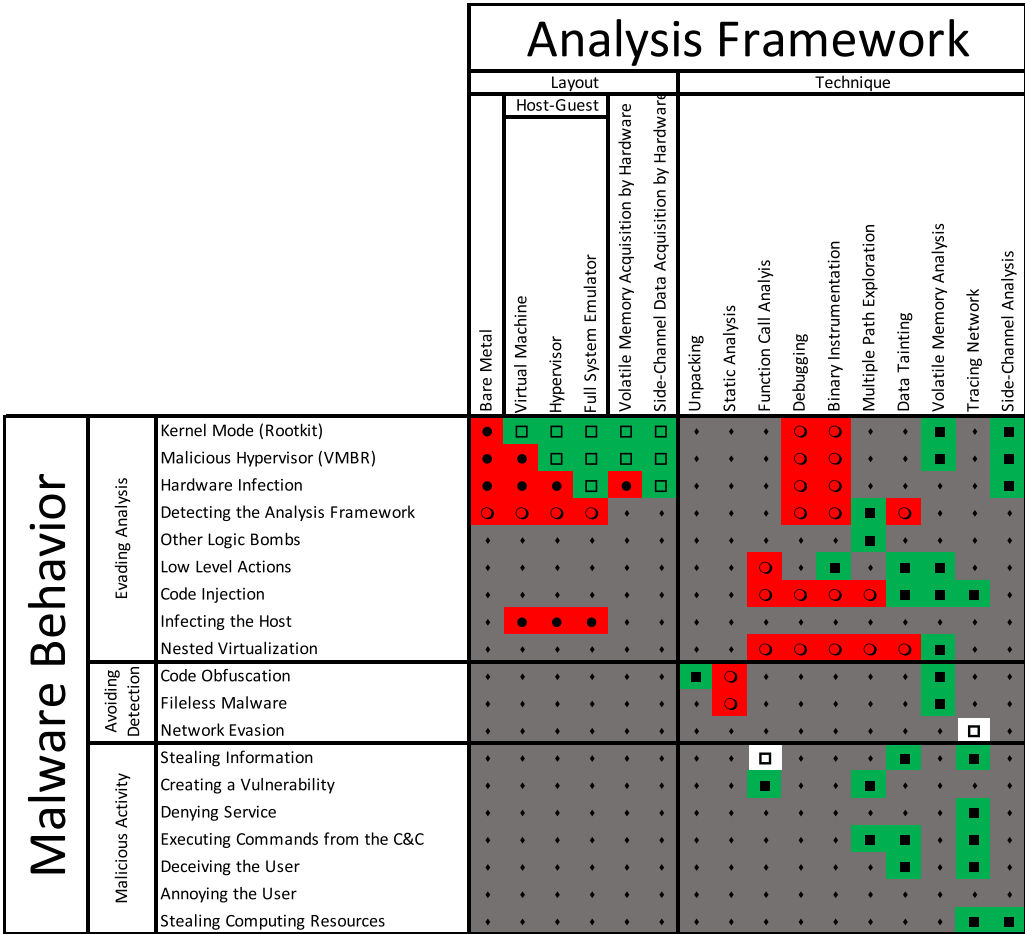 Analysis Framework
Layout
Technique
Host-Guest
Bare Metal
Virtual Machine
Hypervisor
Full System Emulator
Volatile Memory Acquisition by Hardware
Side-Channel Data Acquisition by Hardware
Unpacking
Static Analysis
Function Call Analyis
Debugging
Binary Instrumentation
Multiple Path Exploration
Data Tainting
Volatile Memory Analysis
Tracing Network
Side-Channel Analysis
Malware Behavior
Evading Analysis
Kernel Mode (Rootkit)
Malicious Hypervisor (VMBR)
Hardware Infection
Detecting the Analysis Framework
Other Logic Bombs
Low Level Actions
Code Injection
Infecting the Host
Nested Virtualization
Avoiding
Detection
Code Obfuscation
Fileless Malware
Network Evasion
Malicious Activity
Stealing Information
Creating a Vulnerability
Denying Service
Executing Commands from the C&C
Deceiving the User
Annoying the User
Stealing Computing Resources